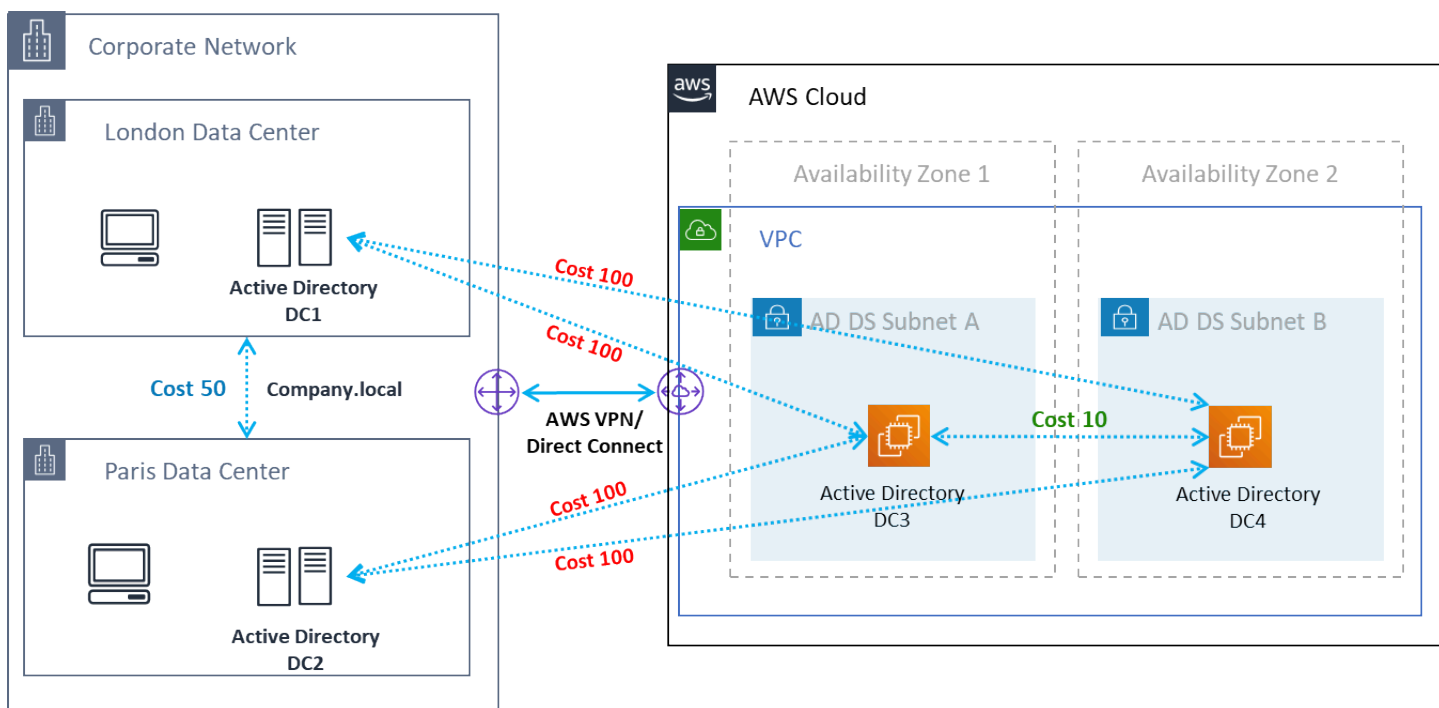 Corporate Network
London Data Center
Active Directory
DC1
Cost 50
Company.local
Paris Data Center
Active Directory
DC2
Cost 100
Cost 100
AWS VPN/
Direct Connect
Cost 100
Cost 100
aws
AWS Cloud
Availability Zone 1
Availability Zone 2
VPC
AD DS Subnet A
AD DS Subnet B
Cost 10
Active Directory
DC3
Active Directory
DC4